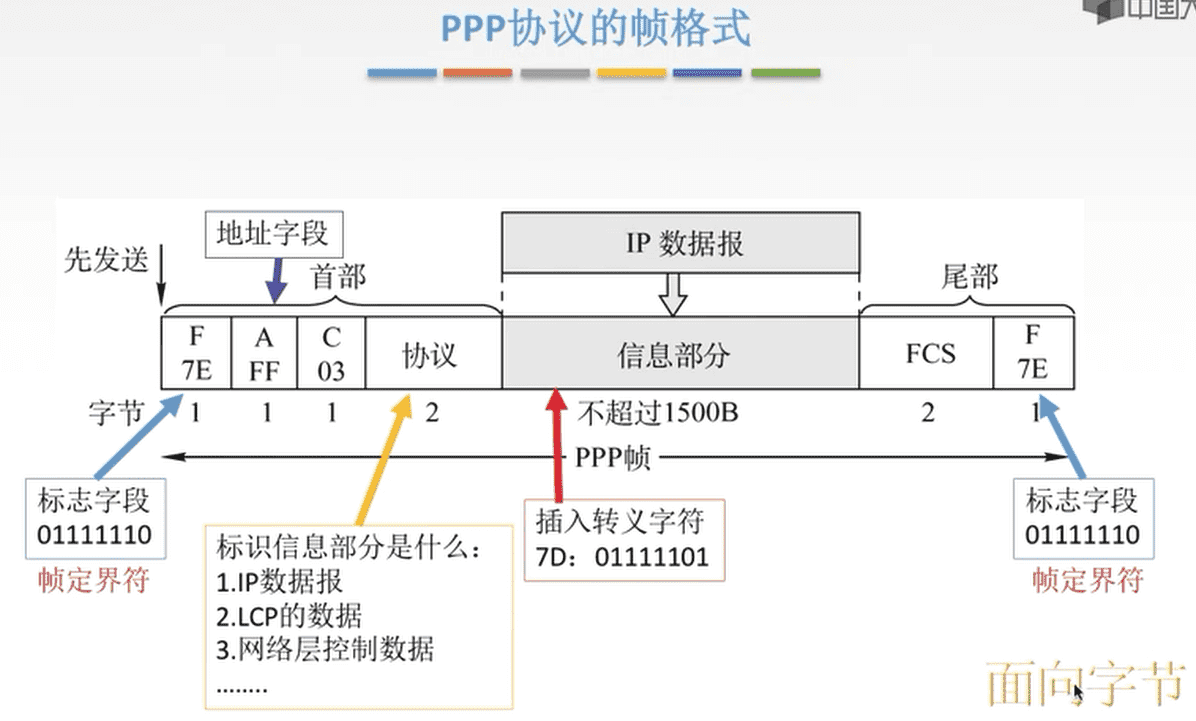 中国大
PPP协议的帧格式
地址字段
IP 数据报
先发送
首部
尾部
F
7E
A
FF
C
03
协议
信息部分
FCS
F
7E
字节
1
1
1
2
不超过1500B
2
1
PPP帧
标志字段
01111110
帧定界符
标识信息部分是什么：
1.IP数据报
2.LCP的数据
3.网络层控制数据
........
插入转义字符
7D：01111101
标志字段
01111110
帧定界符
面向字节